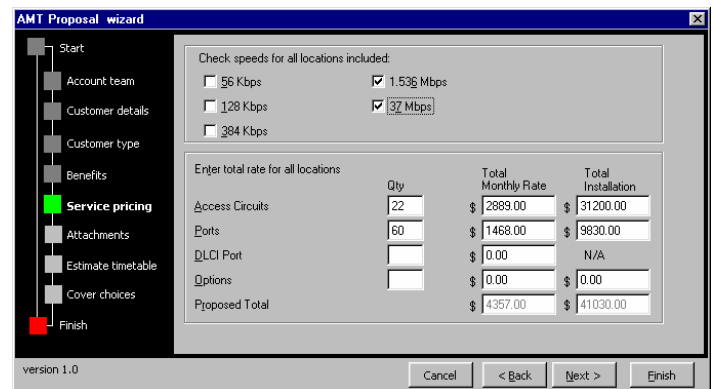 AMT Proposal wizard
Start
Account team
Customer details
Customer type
Benefits
Service pricing
Attachments
Estimate timetable
Cover choices
Finish
Check speeds for all locations included:
56 Kbps
1.536 Mbps
128 Kbps
37 Mbps
384 Kbps
Enter total rate for all locations
Qty
Total Monthly Rate
Total Installation
Access Circuits 22 $ 2889.00 $ 31200.00
Ports 60 $ 1468.00 $ 9830.00
DLCI Port $ 0.00 N/A
Options $ 0.00 $ 0.00
Proposed Total $ 4357.00 $ 41030.00
version 1.0
Cancel
< Back
Next >
Finish